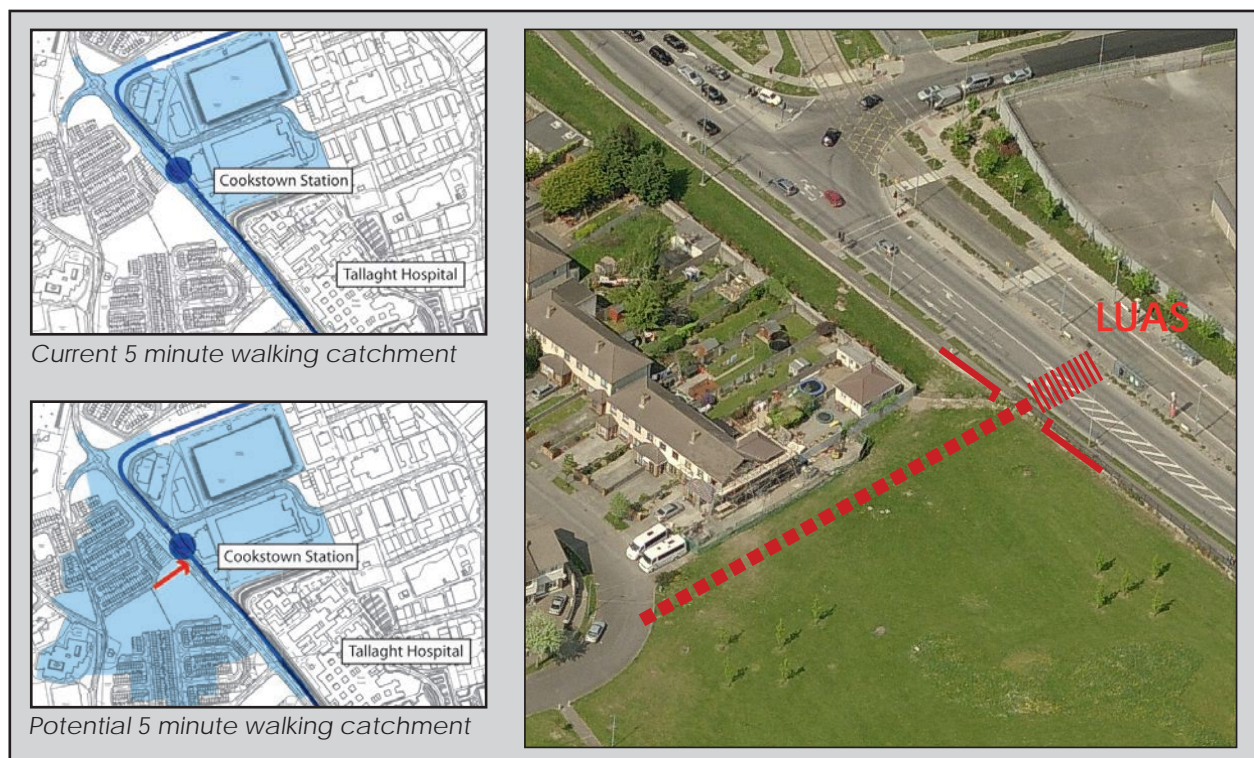 Cookstown Station
Tallaght Hospital
Current 5 minute walking catchment
Cookstown Station
Tallaght Hospital
Potential 5 minute walking catchment
LUAS